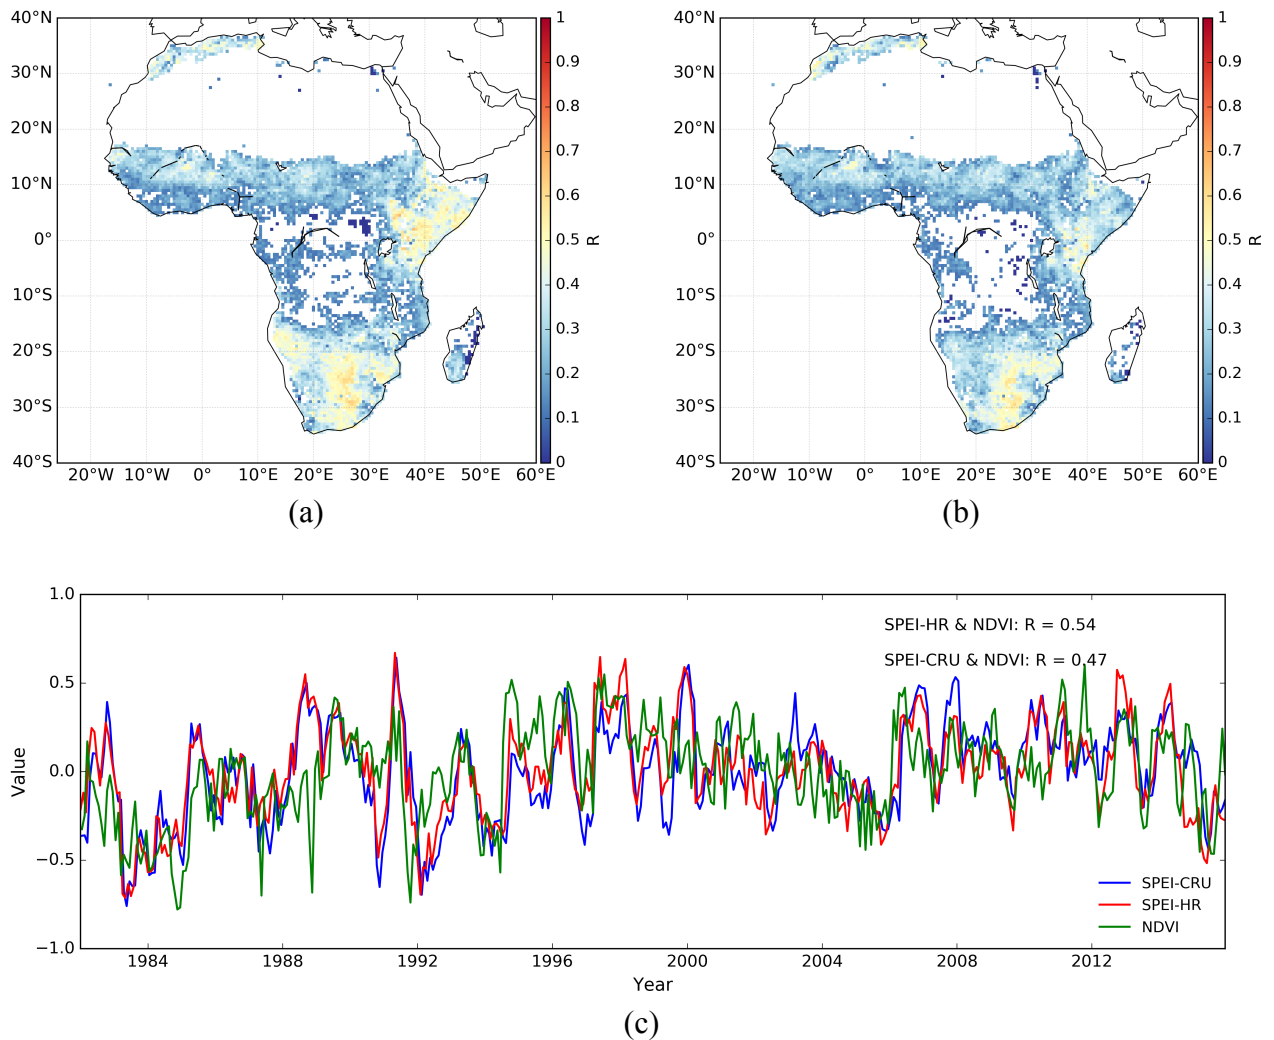 40°N
30°N
20°N
10°N
0°
10°S
20°S
30°S
40°S
20°W 10°W 0° 10°E 20°E 30°E 40°E 50°E 60°E
1
0.9
0.8
0.7
0.6
0.5
0.4
0.3
0.2
0.1
0
R
(a)
40°N
30°N
20°N
10°N
0°
10°S
20°S
30°S
40°S
20°W 10°W 0° 10°E 20°E 30°E 40°E 50°E 60°E
1
0.9
0.8
0.7
0.6
0.5
0.4
0.3
0.2
0.1
0
R
(b)
1.0
0.5
0.0
−0.5
−1.0
Value
SPEI-HR & NDVI: R = 0.54
SPEI-CRU & NDVI: R = 0.47
SPEI-CRU
SPEI-HR
NDVI
1984 1988 1992 1996 2000 2004 2008 2012
Year
(c)